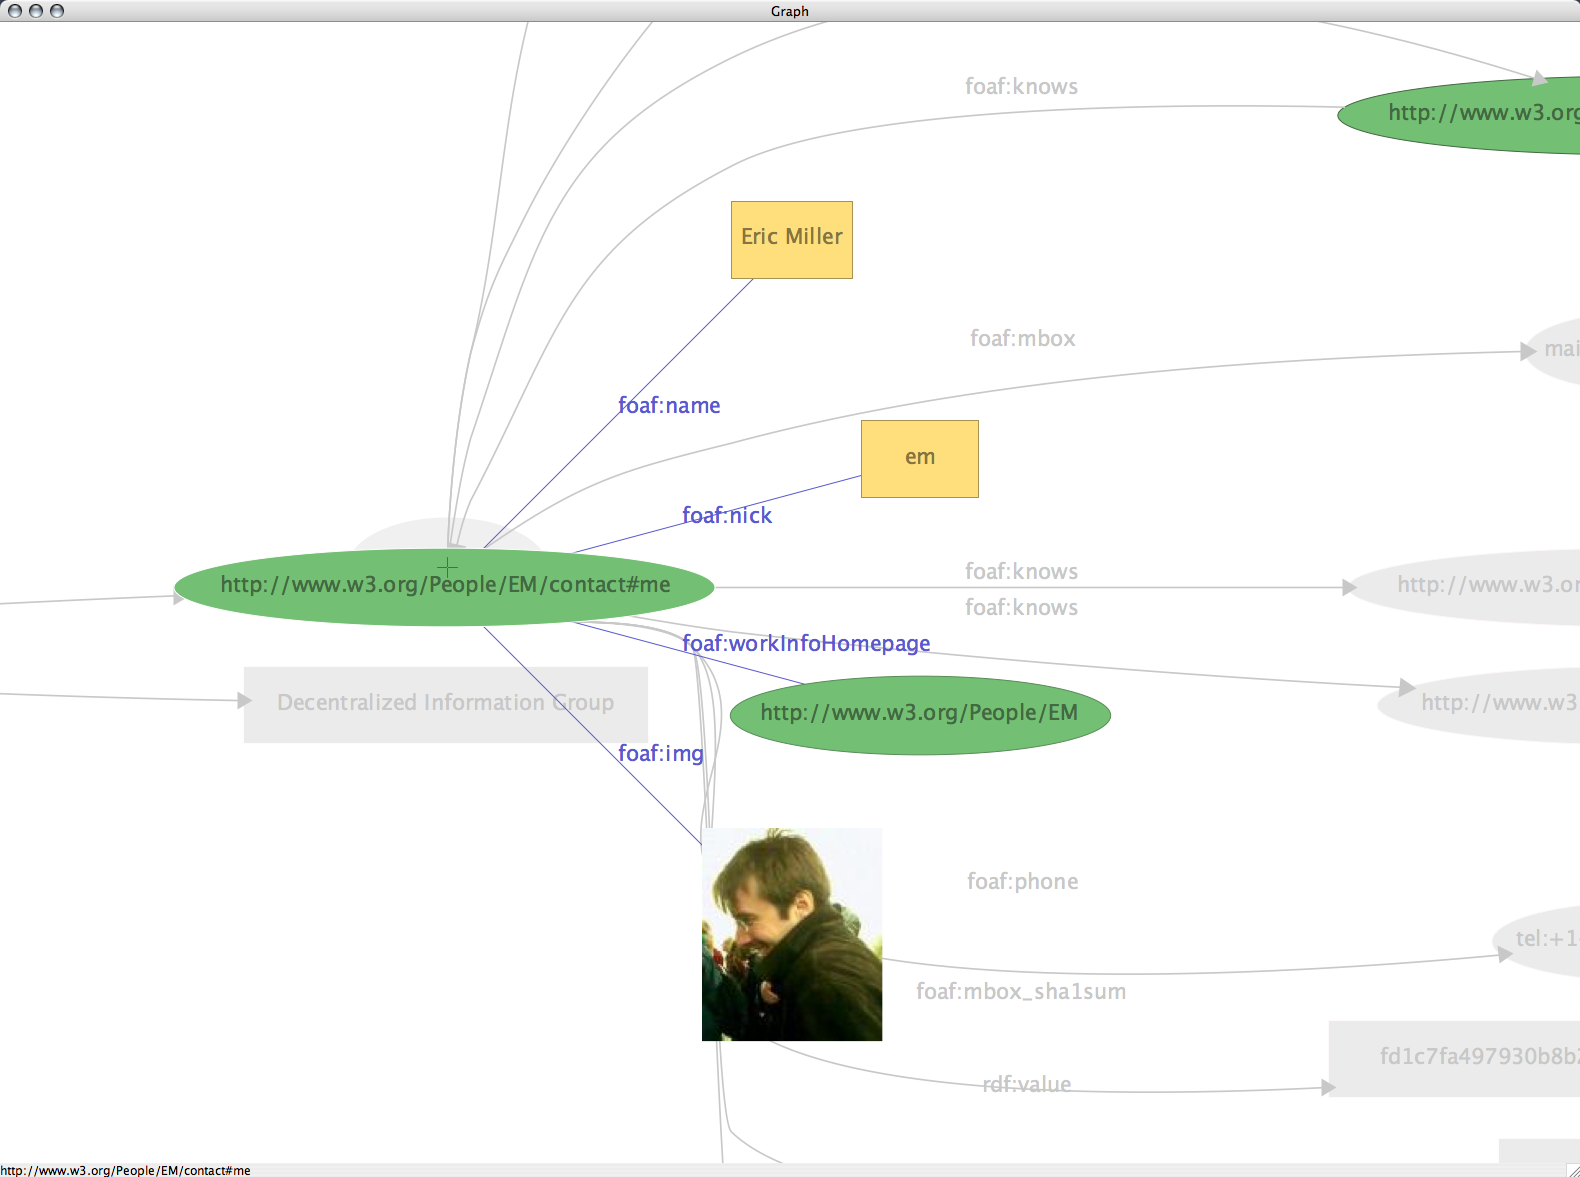 Graph
foaf:knows
http://www.w3.org
Eric Miller
foaf:mbox
mai
foaf:name
em
foaf:nick
foaf:knows
http://www.w3.org/People/EM/contact#me
http://www.w3.or
foaf:knows
foaf:workInfoHomepage
Decentralized Information Group
http://www.w3
http://www.w3.org/People/EM
foaf:img
foaf:phone
tel:+1
foaf:mbox_sha1sum
fd1c7fa497930b8b
rdf:value
http://www.w3.org/People/EM/contact#me